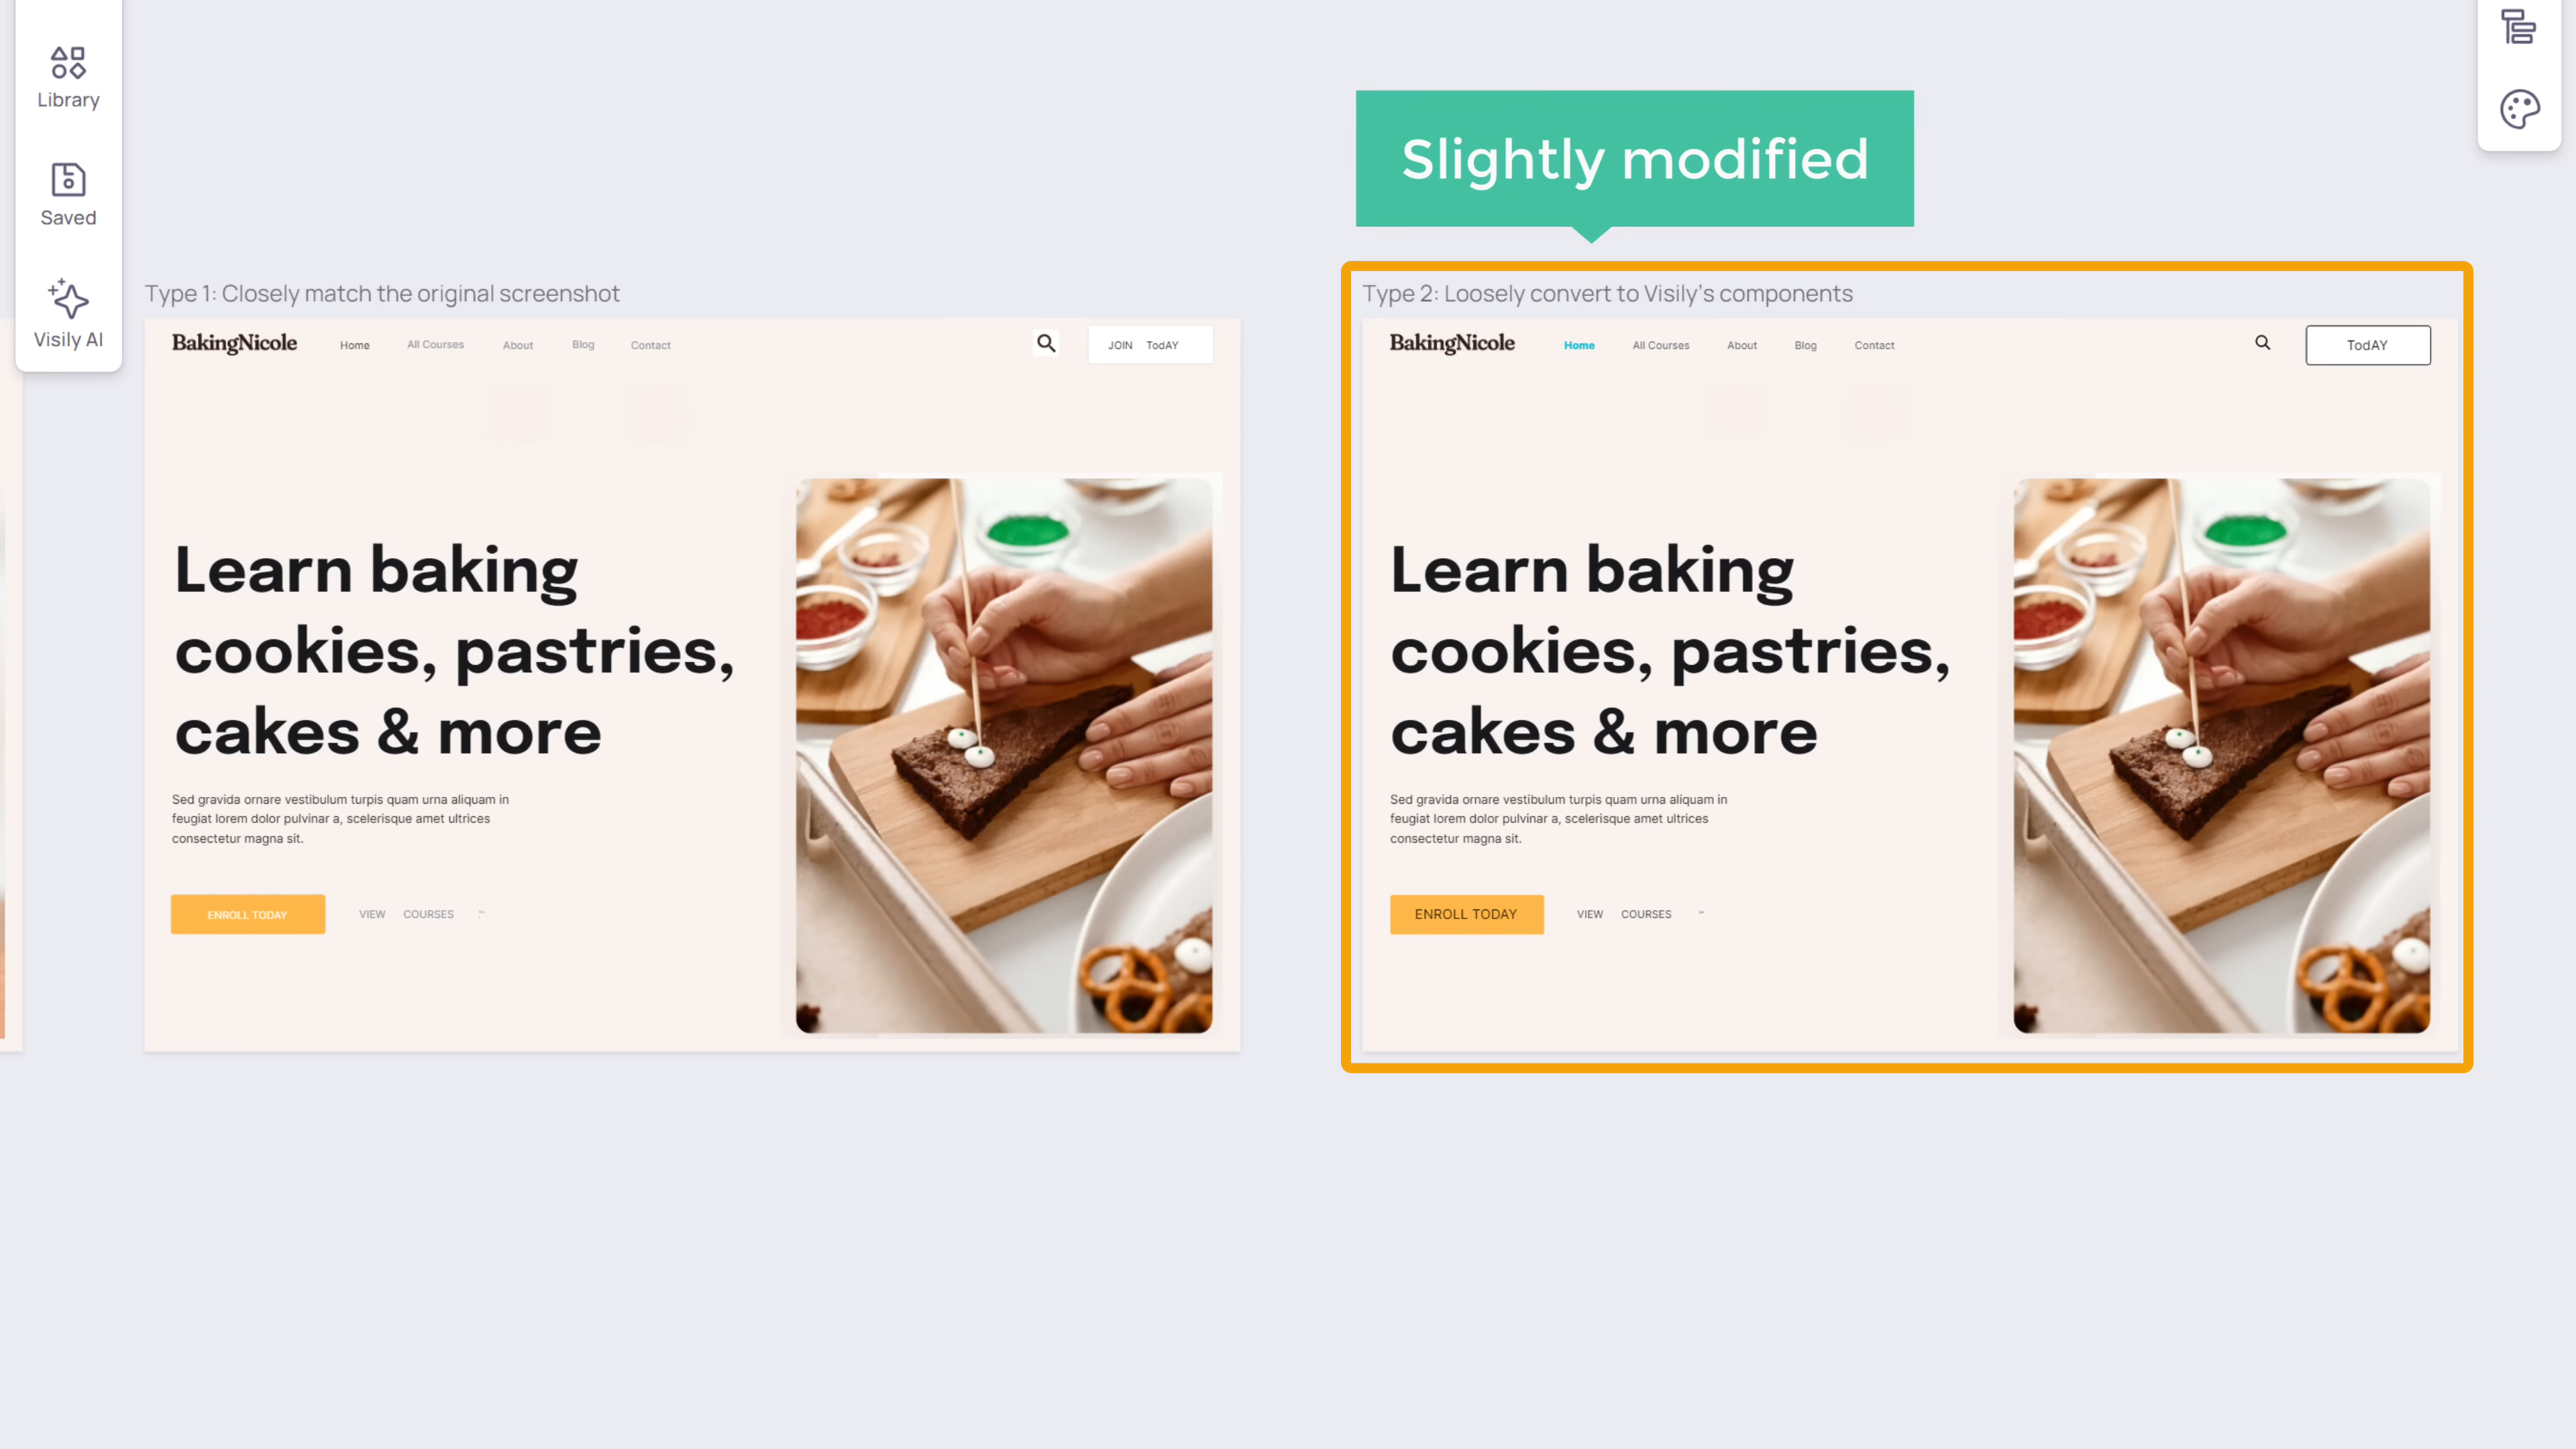 Library
Saved
Visily AI
Slightly modified
Type 1: Closely match the original screenshot
BakingNicole Home All Courses About Blog Contact JOIN TodAY
Learn baking
cookies, pastries,
cakes & more
Sed gravida ornare vestibulum turpis quam urna aliquam in
feugiat lorem dolor pulvinar a, scelerisque amet ultrices
consectetur magna sit.
ENROLL TODAY VIEW COURSES
Type 2: Loosely convert to Visily's components
BakingNicole Home All Courses About Blog Contact TodAY
Learn baking
cookies, pastries,
cakes & more
Sed gravida ornare vestibulum turpis quam urna aliquam in
feugiat lorem dolor pulvinar a, scelerisque amet ultrices
consectetur magna sit.
ENROLL TODAY VIEW COURSES